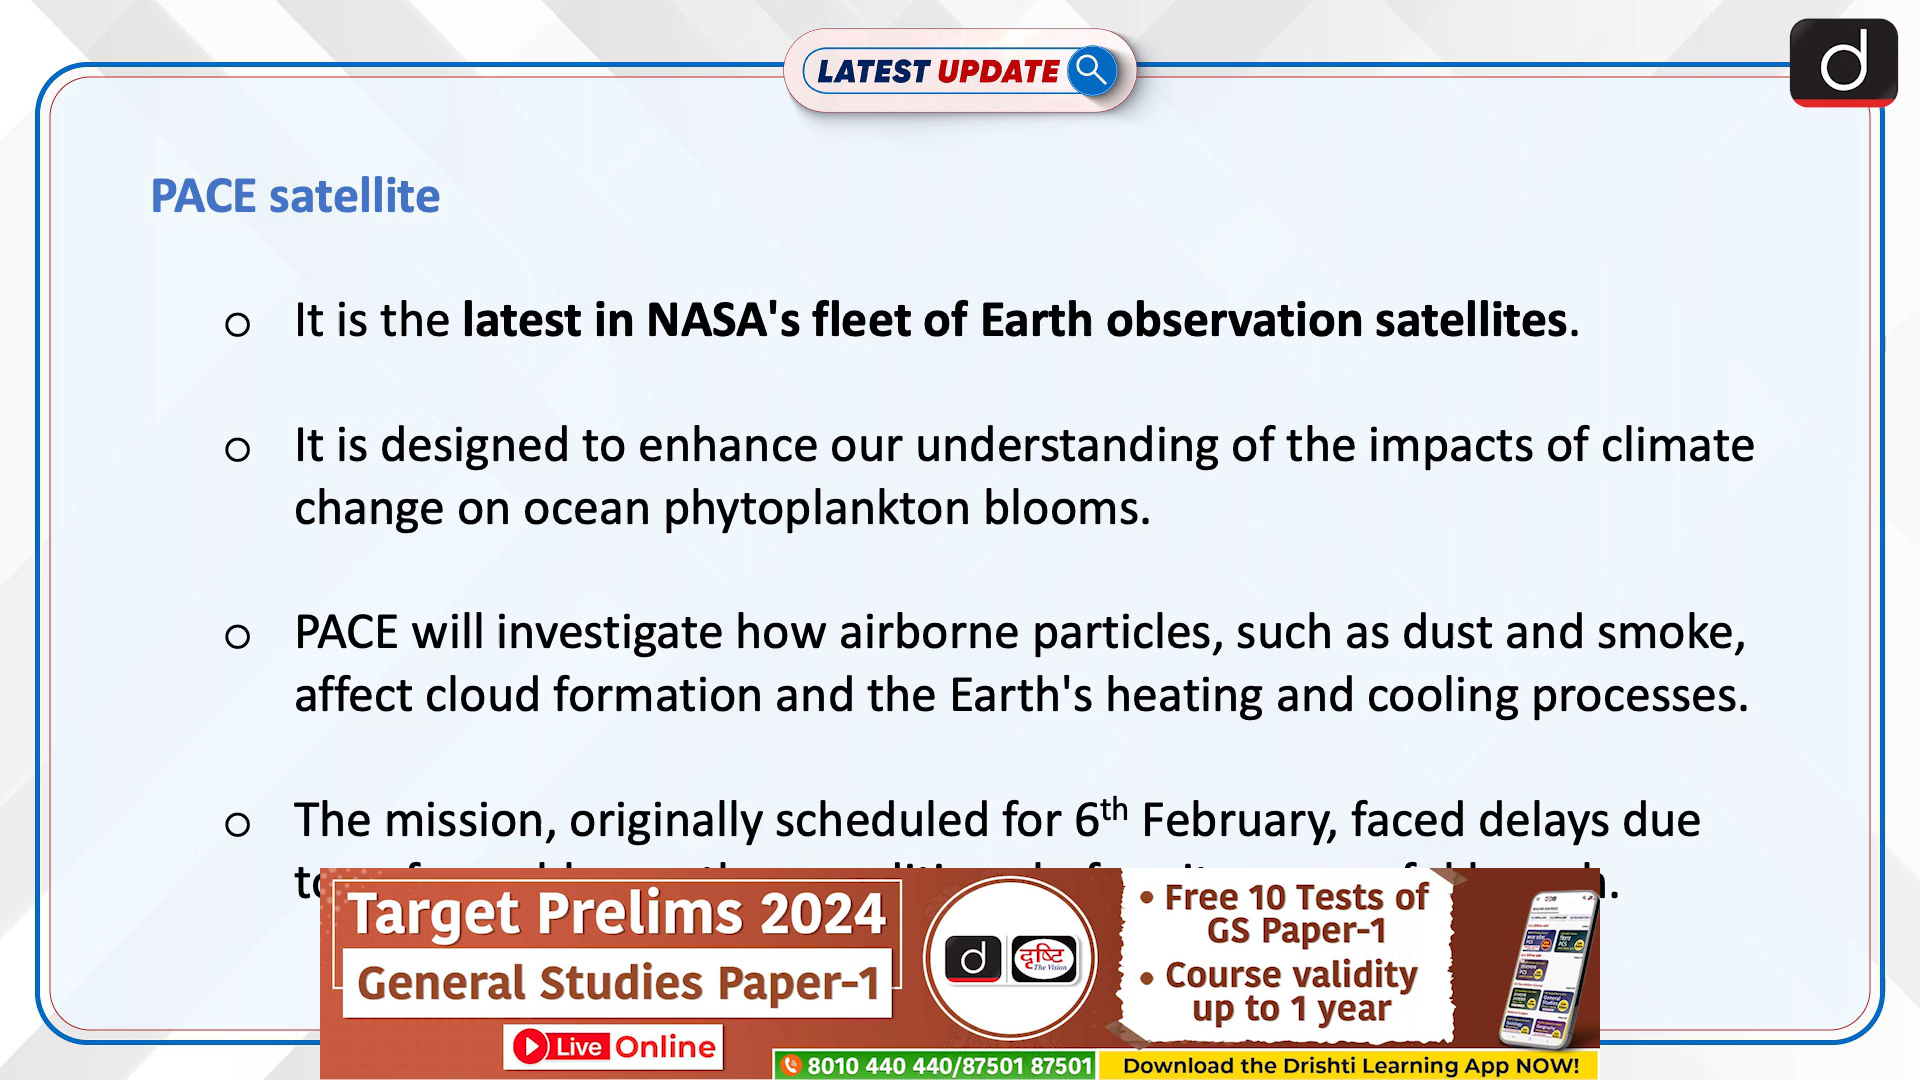 LATEST UPDATE
d
PACE satellite
It is the latest in NASA's fleet of Earth observation satellites.
It is designed to enhance our understanding of the impacts of climate
change on ocean phytoplankton blooms.
PACE will investigate how airborne particles, such as dust and smoke,
affect cloud formation and the Earth's heating and cooling processes.
The mission, originally scheduled for 6th February, faced delays due
Target Prelims 2024
General Studies Paper-1
Live Online
d दृष्टि
The Vision
• Free 10 Tests of
GS Paper-1
• Course validity
up to 1 year
8010 440 440/87501 87501
Download the Drishti Learning App NOW!